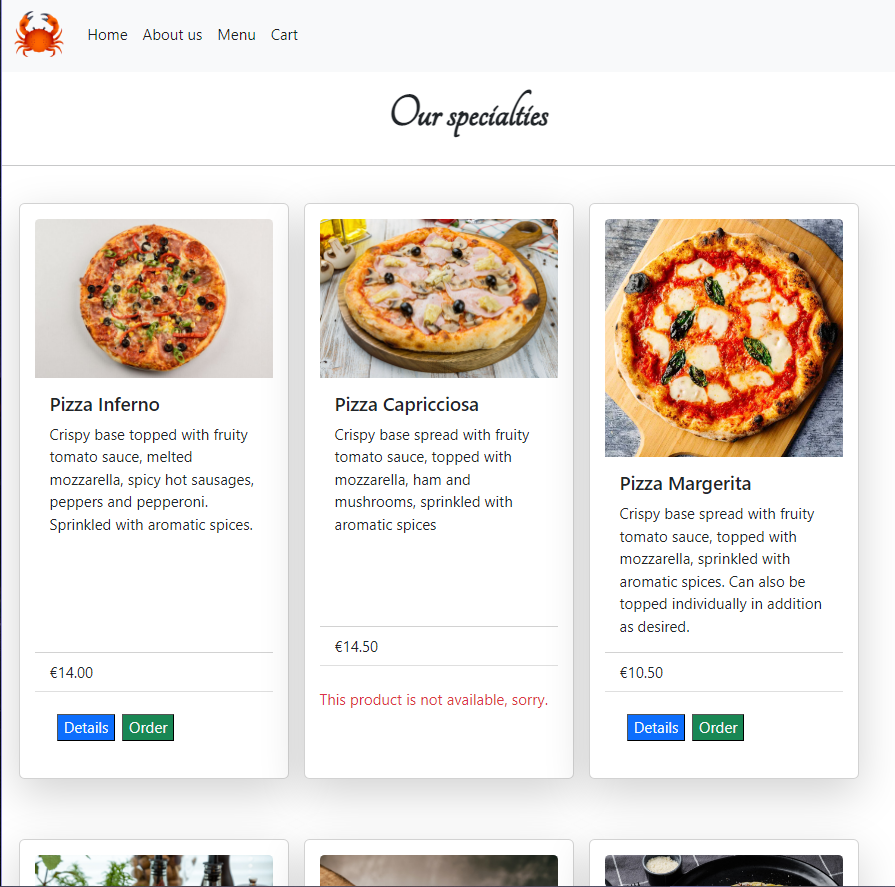 Home About us Menu Cart
Our specialties
Pizza Inferno
Crispy base topped with fruity
tomato sauce, melted
mozzarella, spicy hot sausages,
peppers and pepperoni.
Sprinkled with aromatic spices.
€14.00
Details Order
Pizza Capricciosa
Crispy base spread with fruity
tomato sauce, topped with
mozzarella, ham and
mushrooms, sprinkled with
aromatic spices
€14.50
This product is not available, sorry.
Pizza Margerita
Crispy base spread with fruity
tomato sauce, topped with
mozzarella, sprinkled with
aromatic spices. Can also be
topped individually in addition
as desired.
€10.50
Details Order